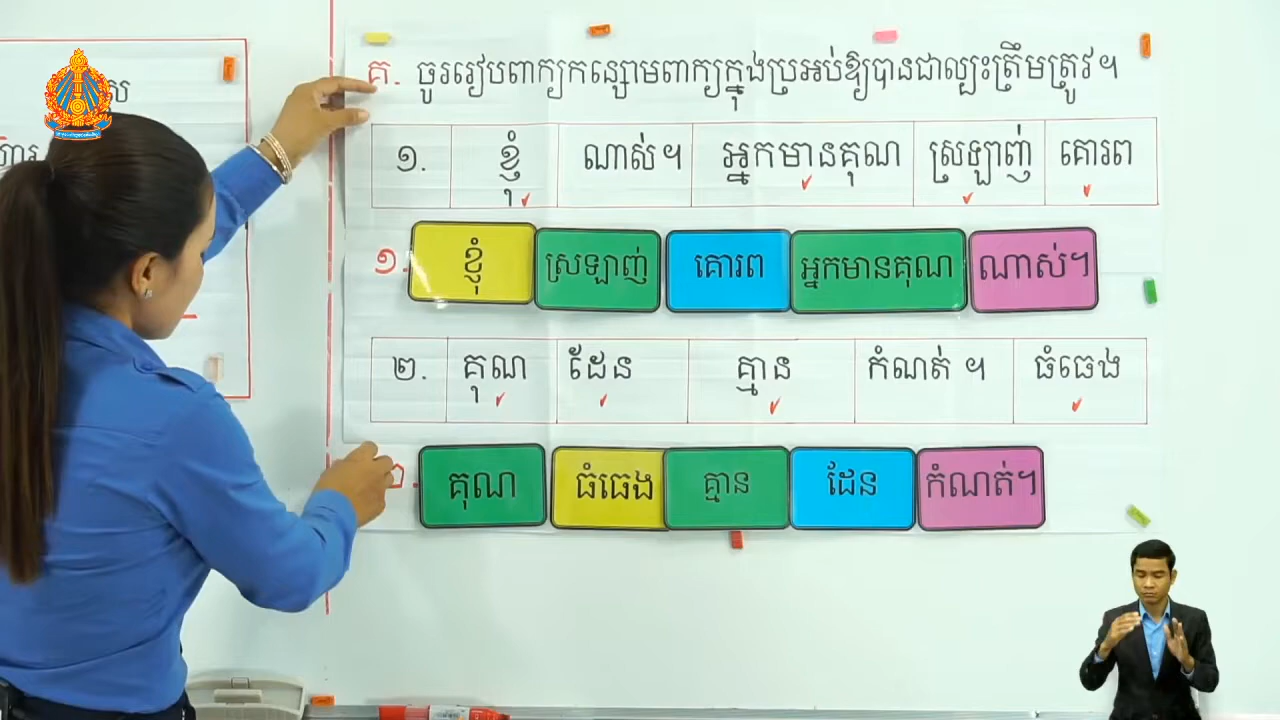 គ. ចូររៀបពាក្យកន្សោមពាក្យក្នុងប្រអប់ឱ្យបានជាល្បះត្រឹមត្រូវ។
១. ខ្ញុំ ណាស់។ អ្នកមានគុណ ស្រឡាញ់ គោរព
១. ខ្ញុំ ស្រឡាញ់ គោរព អ្នកមានគុណ ណាស់។
២. គុណ ដែន គ្មាន កំណត់ ។ ធំធេង
គុណ ធំធេង គ្មាន ដែន កំណត់។